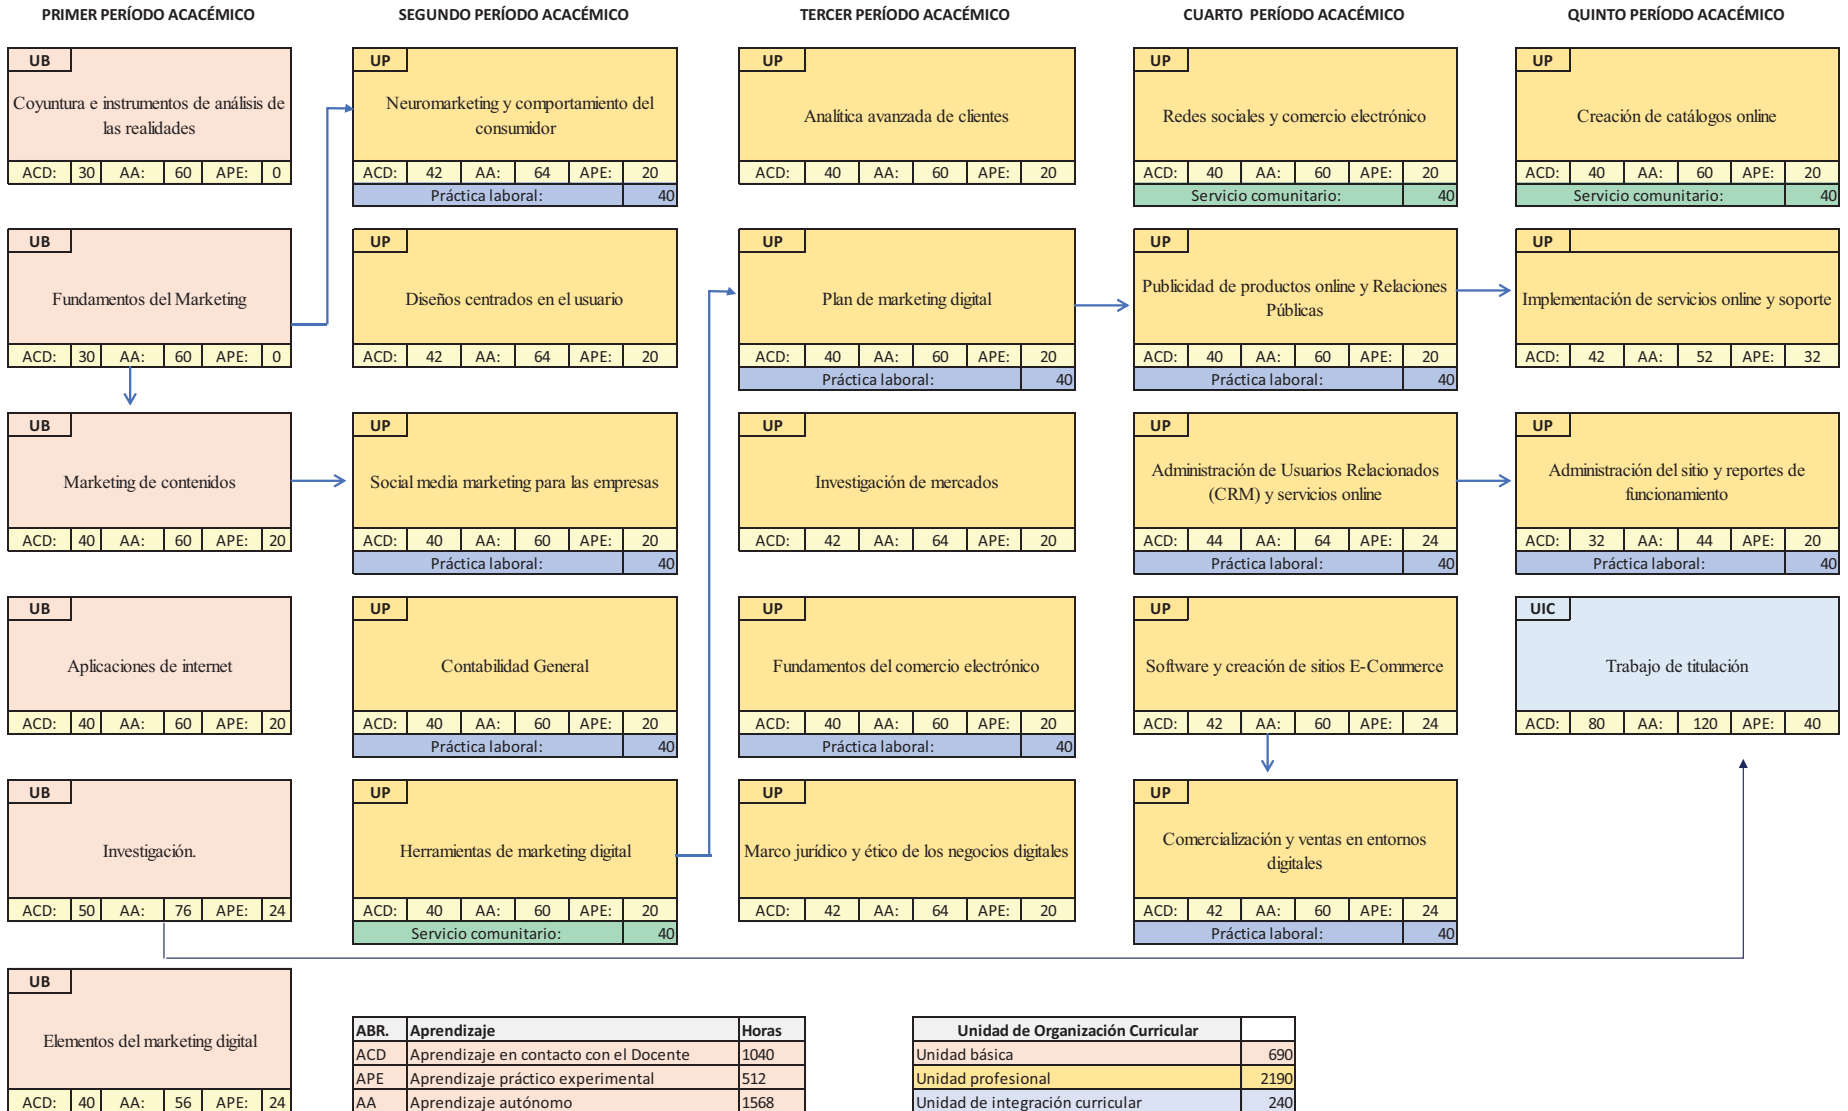 PRIMER PERÍODO ACADÉMICO
UB
Coyuntura e instrumentos de análisis de
las realidades
ACD: 30 AA: 60 APE: 0
UB
Fundamentos del Marketing
ACD: 30 AA: 60 APE: 0
UB
Marketing de contenidos
ACD: 40 AA: 60 APE: 20
UB
Aplicaciones de internet
ACD: 40 AA: 60 APE: 20
UB
Investigación.
ACD: 50 AA: 76 APE: 24
UB
Elementos del marketing digital
ACD: 40 AA: 56 APE: 24
SEGUNDO PERÍODO ACACÉMICO
UP
Neuromarketing y comportamiento del
consumidor
ACD: 42 AA: 64 APE: 20
Práctica laboral: 40
UP
Diseños centrados en el usuario
ACD: 42 AA: 64 APE: 20
UP
Social media marketing para las empresas
ACD: 40 AA: 60 APE: 20
Práctica laboral: 40
UP
Contabilidad General
ACD: 40 AA: 60 APE: 20
Práctica laboral: 40
UP
Herramientas de marketing digital
ACD: 40 AA: 60 APE: 20
Servicio comunitario: 40
TERCER PERÍODO ACACÉMICO
UP
Analítica avanzada de clientes
ACD: 40 AA: 60 APE: 20
UP
Plan de marketing digital
ACD: 40 AA: 60 APE: 20
Práctica laboral: 40
UP
Investigación de mercados
ACD: 42 AA: 64 APE: 20
UP
Fundamentos del comercio electrónico
ACD: 40 AA: 60 APE: 20
Práctica laboral: 40
UP
Marco jurídico y ético de los negocios digitales
ACD: 42 AA: 64 APE: 20
CUARTO PERÍODO ACACÉMICO
UP
Redes sociales y comercio electrónico
ACD: 40 AA: 60 APE: 20
Servicio comunitario: 40
UP
Publicidad de productos online y Relaciones
Públicas
ACD: 40 AA: 60 APE: 20
Práctica laboral: 40
UP
Administración de Usuarios Relacionados
(CRM) y servicios online
ACD: 44 AA: 64 APE: 24
Práctica laboral: 40
UP
Software y creación de sitios E-Commerce
ACD: 42 AA: 60 APE: 24
UP
Comercialización y ventas en entornos
digitales
ACD: 42 AA: 60 APE: 24
Práctica laboral: 40
QUINTO PERÍODO ACACÉMICO
UP
Creación de catálogos online
ACD: 40 AA: 60 APE: 20
Servicio comunitario: 40
UP
Implementación de servicios online y soporte
ACD: 42 AA: 52 APE: 32
UP
Administración del sitio y reportes de
funcionamiento
ACD: 32 AA: 44 APE: 20
Práctica laboral: 40
UIC
Trabajo de titulación
ACD: 80 AA: 120 APE: 40
ABR. Aprendizaje Horas
ACD Aprendizaje en contacto con el Docente 1040
APE Aprendizaje práctico experimental 512
AA Aprendizaje autónomo 1568
Unidad de Organización Curricular
Unidad básica 690
Unidad profesional 2190
Unidad de integración curricular 240